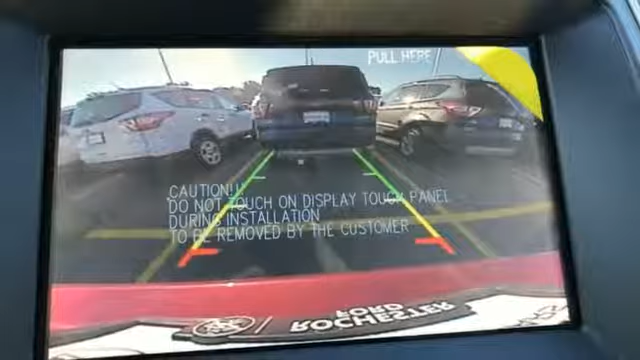 PULL HERE
CAUTION!!
DO NOT TOUCH ON DISPLAY TOUCH PANEL
DURING INSTALLATION
TO BE REMOVED BY THE CUSTOMER
FORD
ROCHESTER